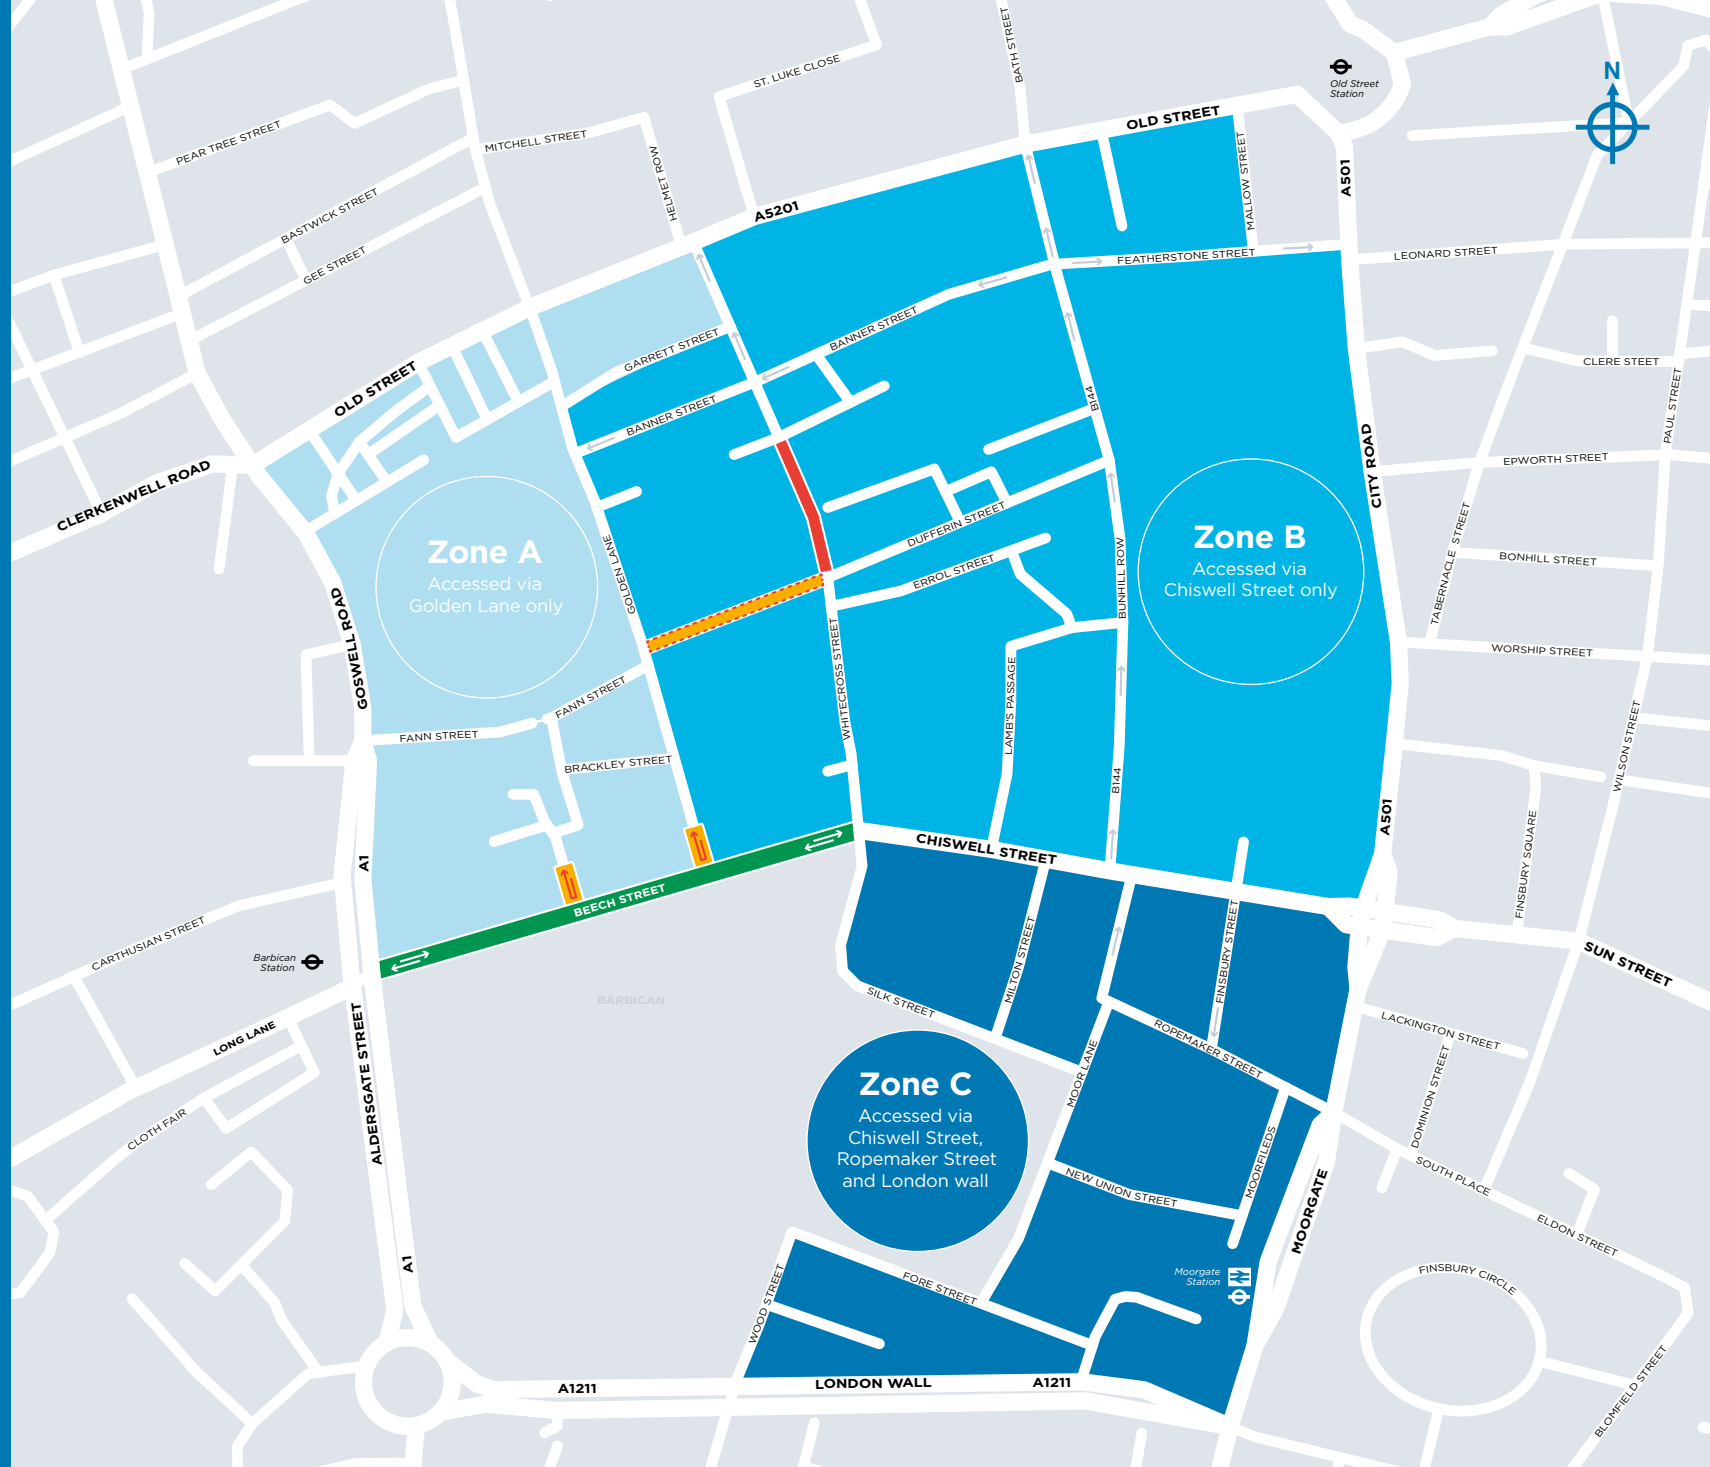 BATH STREET
ST. LUKE CLOSE
Old Street
Station
N
OLD STREET
PEAR TREE STREET
MITCHELL STREET
HELMET ROW
MALLOW STREET
A501
BASTWICK STREET
A5201
GEE STREET
FEATHERSTONE STREET
LEONARD STREET
GARRETT STREET
BANNER STREET
CLERE STEET
OLD STREET
BANNER STREET
B144
PAUL STREET
CLERKENWELL ROAD
CITY ROAD
EPWORTH STREET
Zone A
Accessed via
Golden Lane only
GOLDEN LANE
DUFFERIN STREET
ERROL STREET
BUNHILL ROW
Zone B
Accessed via
Chiswell Street only
TABERNACLE STREET
BONHILL STREET
GOSWELL ROAD
WHITECROSS STREET
LAMB'S PASSAGE
WORSHIP STREET
FANN STREET
FANN STREET
BRACKLEY STREET
B144
WILSON STREET
A501
A1
CHISWELL STREET
FINSBURY SQUARE
BEECH STREET
CARTHUSIAN STREET
Barbican
Station
BARBICAN
SILK STREET
MILTON STREET
FINSBURY STREET
SUN STREET
LONG LANE
ALDERSGATE STREET
ROPEMAKER STREET
LACKINGTON STREET
DOMINION STREET
CLOTH FAIR
Zone C
Accessed via
Chiswell Street,
Ropemaker Street
and London wall
MOOR LANE
MOORFILEDS
NEW UNION STREET
MOORGATE
SOUTH PLACE
ELDON STREET
A1
Moorgate
Station
FORE STREET
WOOD STREET
FINSBURY CIRCLE
BLOMFIELD STREET
A1211
LONDON WALL
A1211